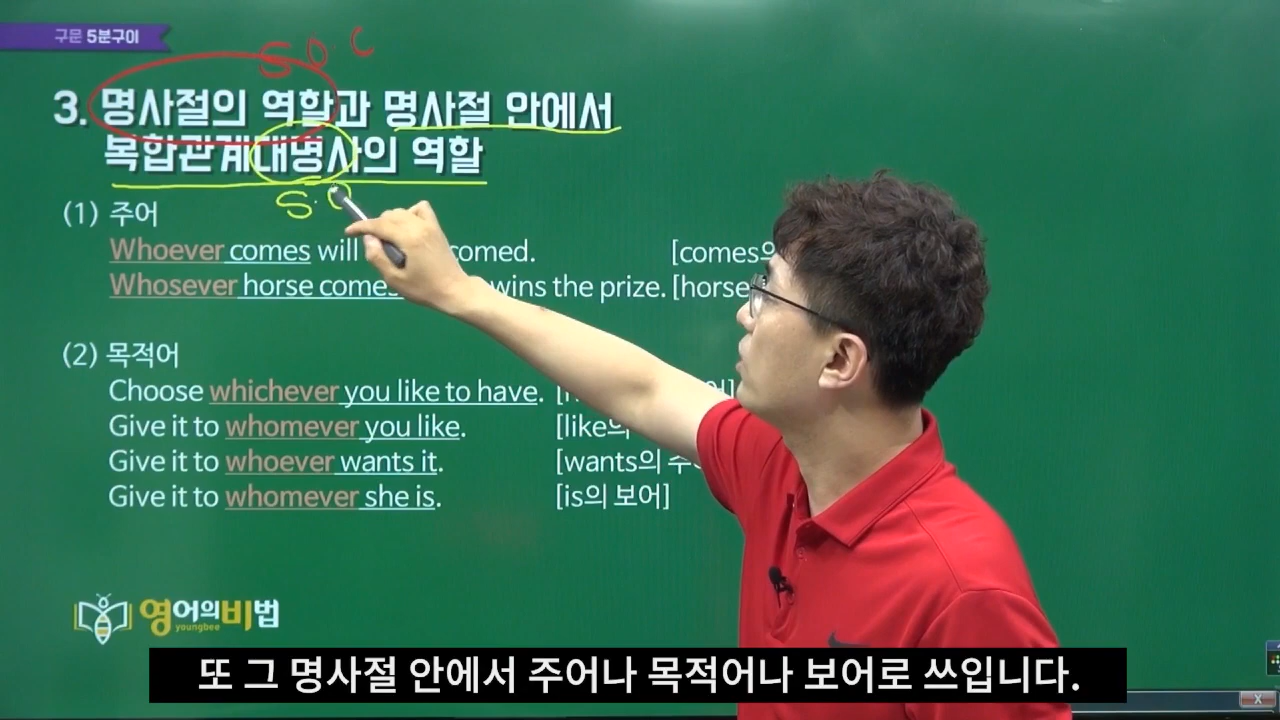 구문 5분구이
S O C
3. 명사절의 역할과 명사절 안에서
복합관계대명사의 역할
S. O
(1) 주어
Whoever comes will comed. [comes의
Whosever horse comes wins the prize. [horse
(2) 목적어
Choose whichever you like to have.
Give it to whomever you like. [like의
Give it to whoever wants it. [wants의 주
Give it to whomever she is. [is의 보어]
영어의비법
youngbee
또 그 명사절 안에서 주어나 목적어나 보어로 쓰입니다.